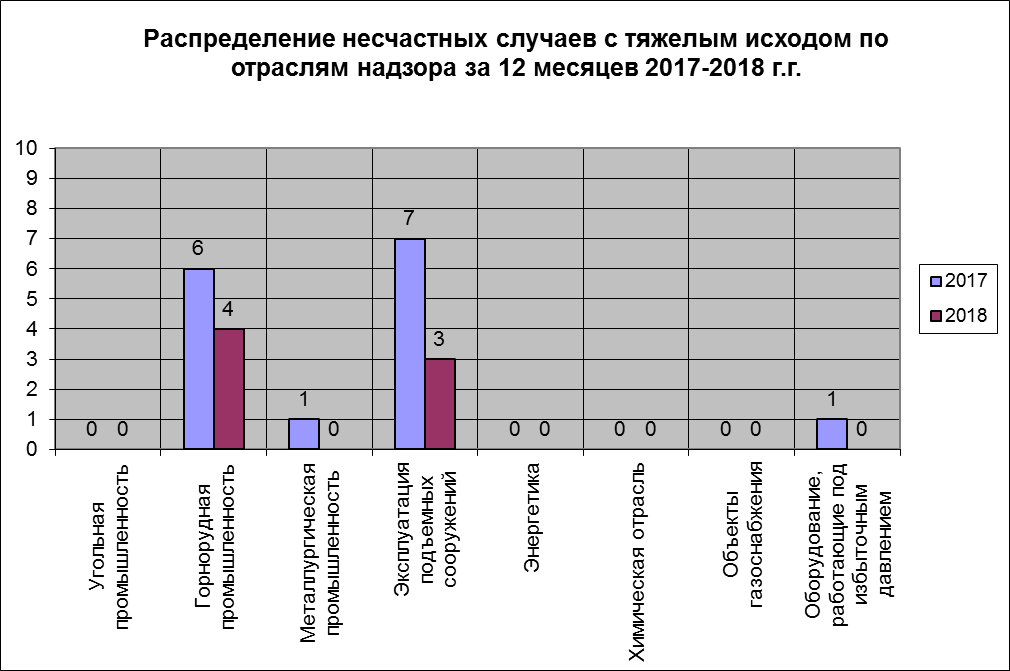 Распределение несчастных случаев с тяжелым исходом по
отраслям надзора за 12 месяцев 2017-2018 г.г.
10
9
8
7
6
5
4
3
2
1
0
0 0
6
4
1
0
7
3
0 0
0 0
0 0
1
0
Угольная
промышленность
Горнорудная
промышленность
Металлургическая
промышленность
Эксплуатация
подъемных
сооружений
Энергетика
Химическая отрасль
Объекты
газоснабжения
Оборудование,
работающие под
избыточным
давлением
2017
2018